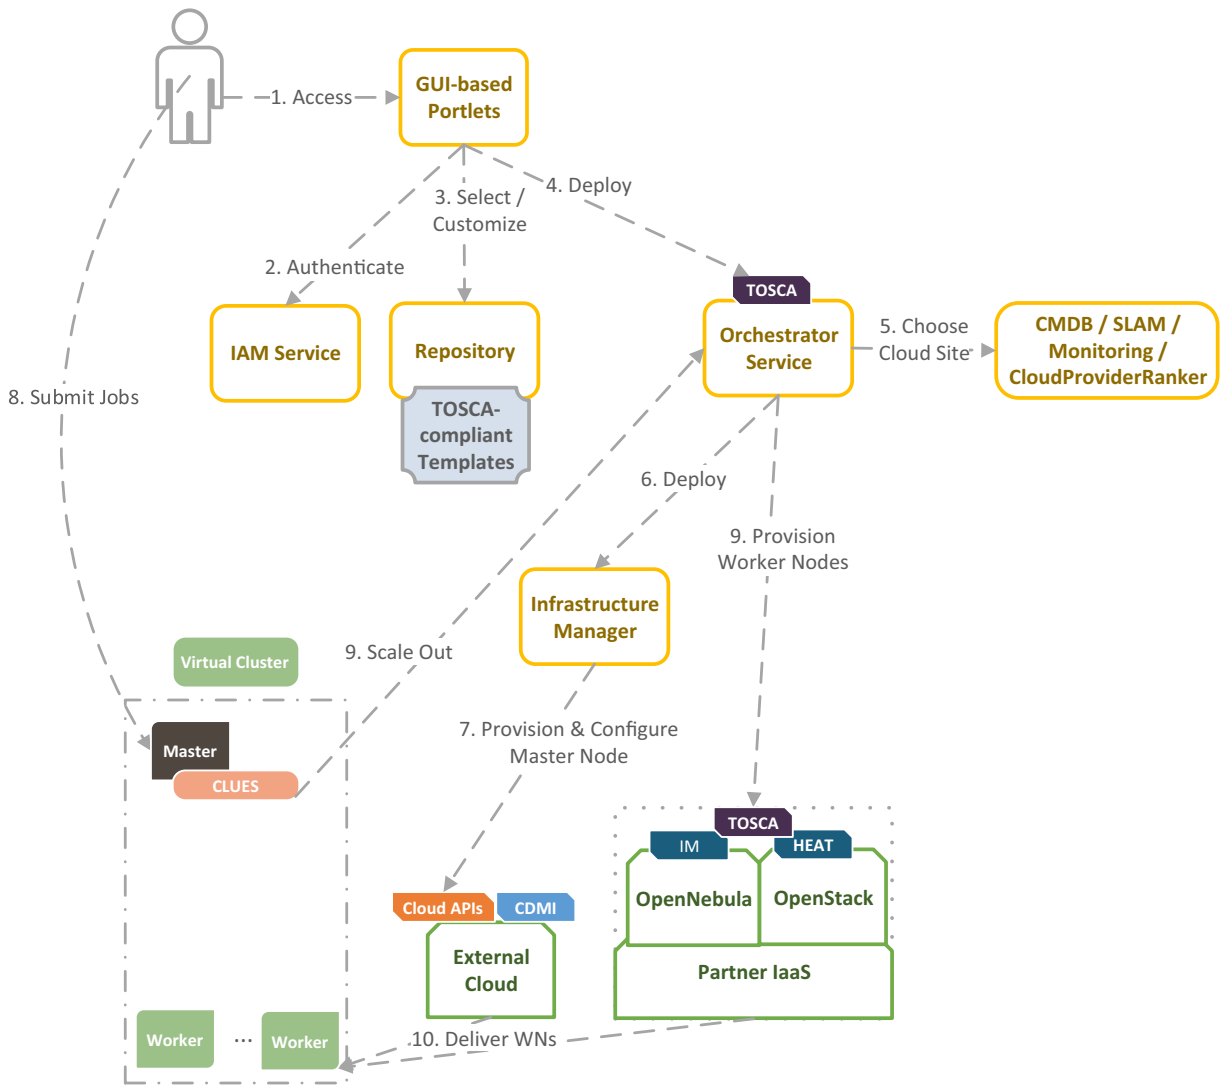 GUI-based
Portlets
1. Access
4. Deploy
3. Select /
Customize
2. Authenticate
TOSCA
IAM Service
Repository
TOSCA-
compliant
Templates
Orchestrator
Service
5. Choose
Cloud Site
CMDB / SLAM /
Monitoring /
CloudProviderRanker
8. Submit Jobs
6. Deploy
9. Provision
Worker Nodes
Infrastructure
Manager
9. Scale Out
Virtual Cluster
Master
CLUES
7. Provision & Configure
Master Node
TOSCA
IM
HEAT
OpenNebula
OpenStack
Partner IaaS
Cloud APIs
CDMI
External
Cloud
Worker
...
Worker
10. Deliver WNs